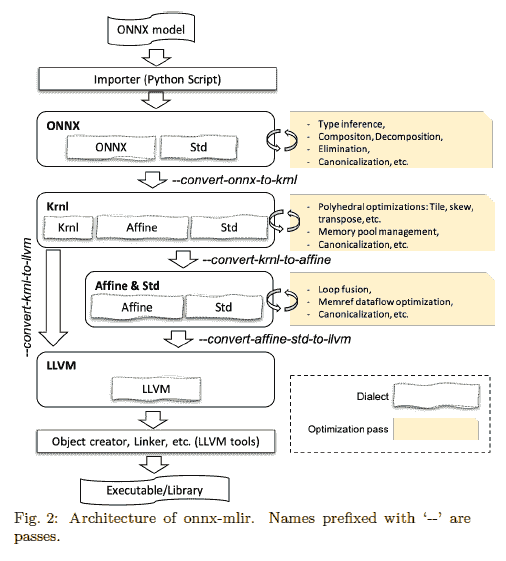 ONNX model
Importer (Python Script)
ONNX
ONNX
Std
- Type inference,
- Compositon, Decomposition,
- Elimination,
- Canonicalization, etc.
--convert-onnx-to-krnl
Krnl
Krnl
Affine
Std
- Polyhedral optimizations: Tile, skew,
transpose, etc.
- Memory pool management,
- Canonicalization, etc.
--convert-krnl-to-affine
--convert-krnl-to-llvm
Affine & Std
Affine
Std
- Loop fusion,
- Memref dataflow optimization,
- Canonicalization, etc.
--convert-affine-std-to-llvm
LLVM
LLVM
Dialect
Optimization pass
Object creator, Linker, etc. (LLVM tools)
Executable/Library
Fig. 2: Architecture of onnx-mlir. Names prefixed with ‘--’ are
passes.